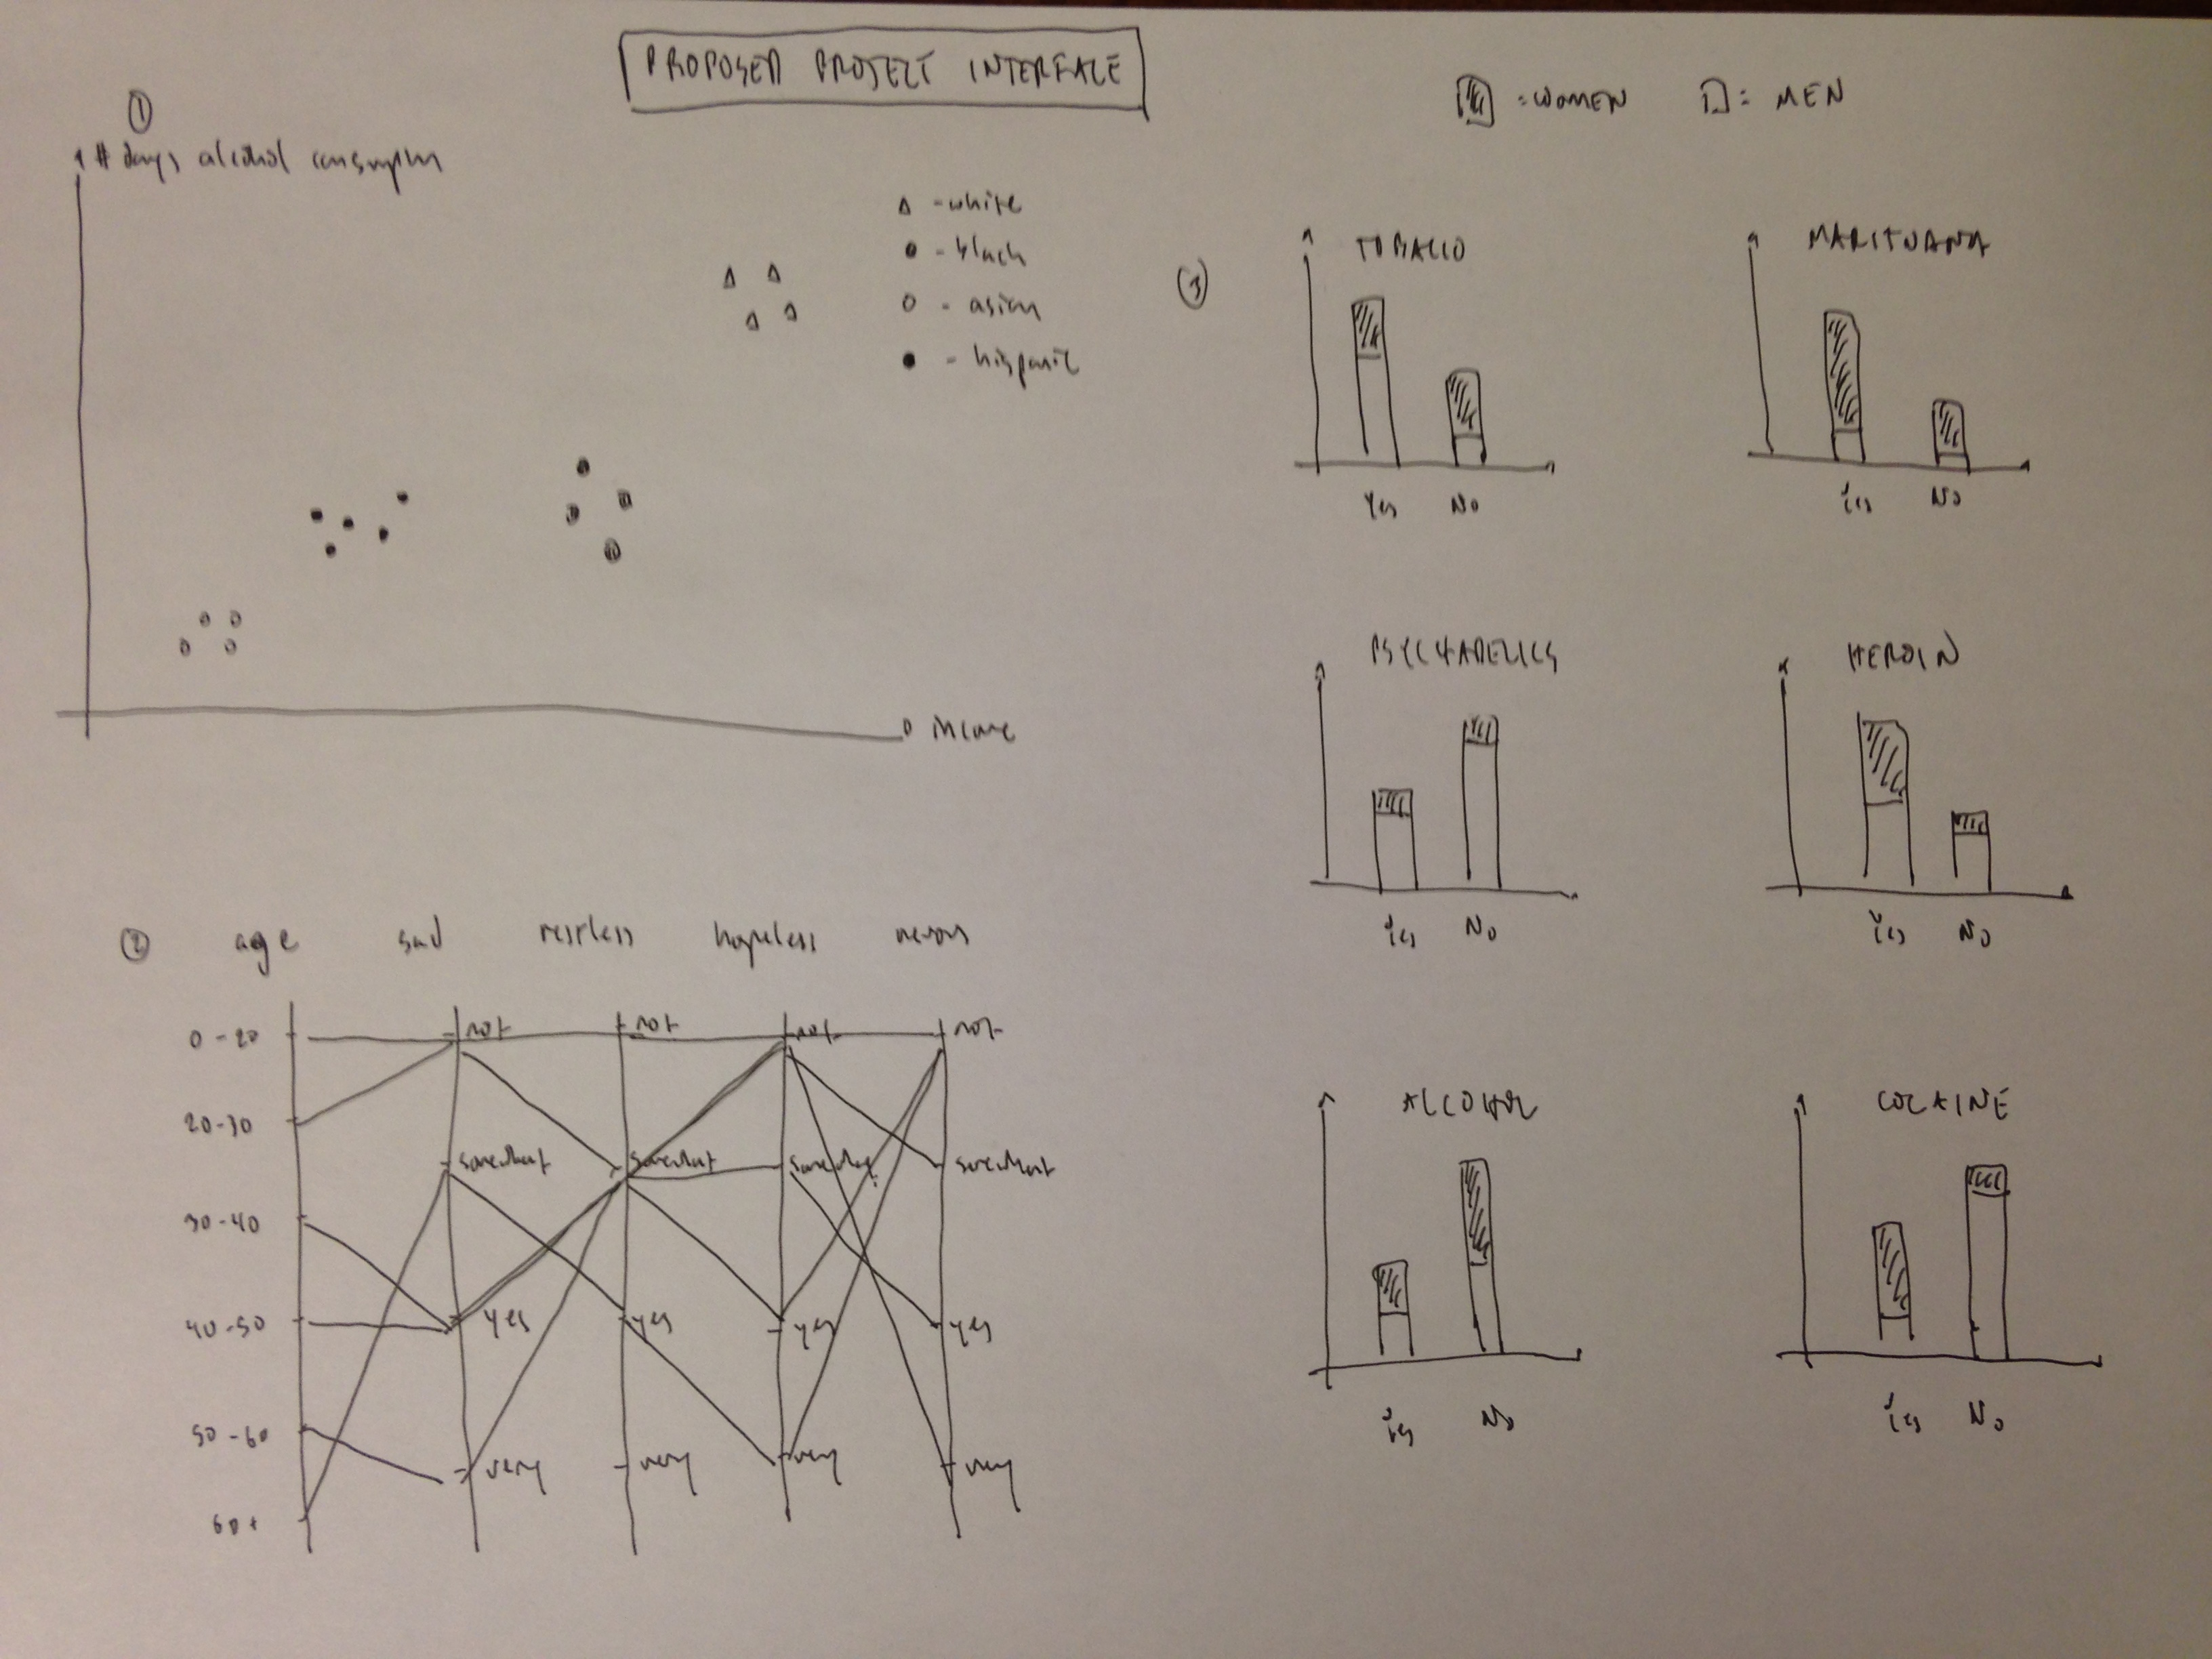 PROPOSED PROJECT INTERFACE
①
# days alcohol consumption
△ - white
- black
○ - asian
● - hispanic
income
②
age sad restless hopeless nervous
0-20
20-30
30-40
40-50
50-60
60+
not not not not
somewhat somewhat somewhat somewhat
yes yes yes yes
very very very very
= WOMEN = MEN
③
TOBACCO
Yes No
MARIJUANA
Yes No
PSYCHADELICS
Yes No
HEROIN
Yes No
ALCOHOL
Yes No
COCAINE
Yes No